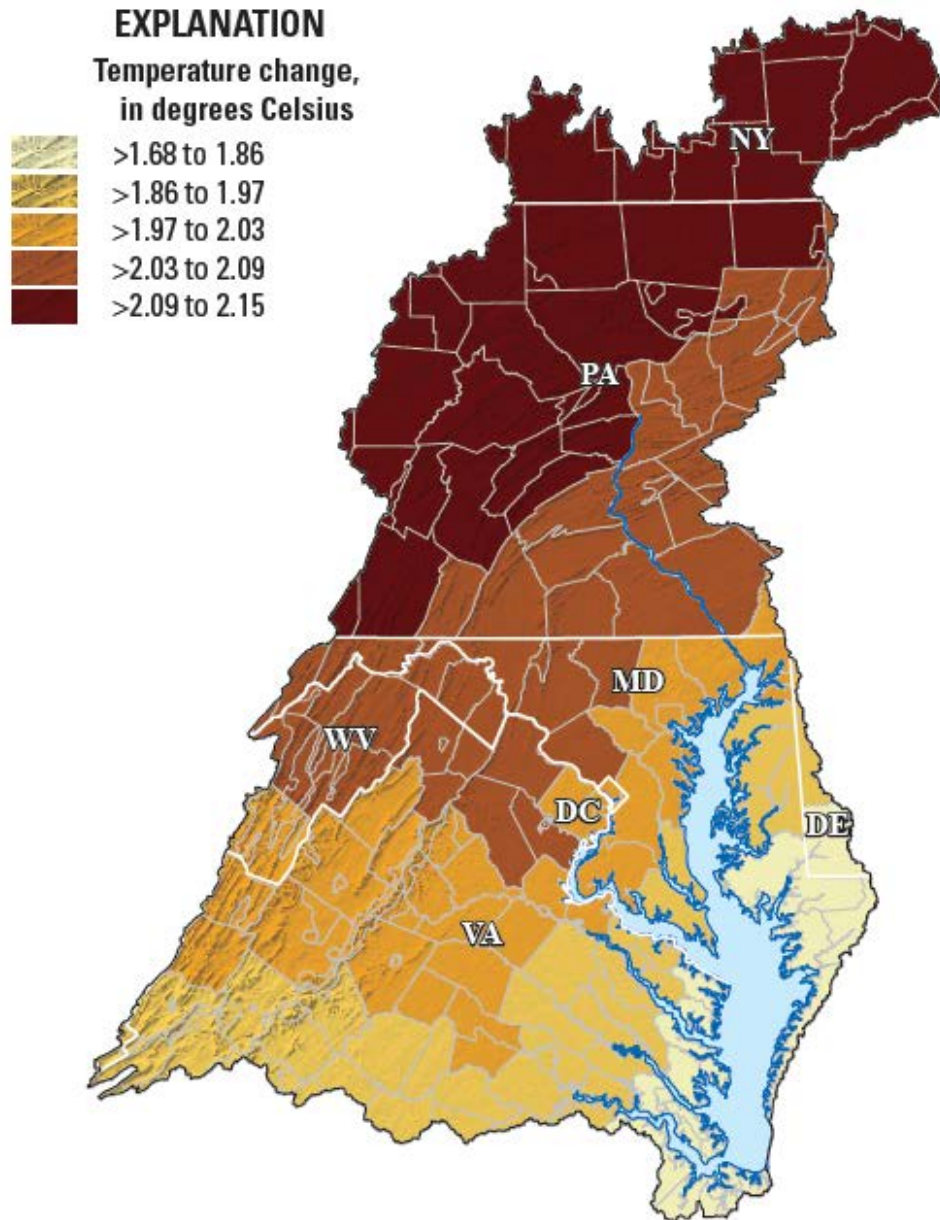 EXPLANATION
Temperature change,
in degrees Celsius
>1.68 to 1.86
>1.86 to 1.97
>1.97 to 2.03
>2.03 to 2.09
>2.09 to 2.15
NY
PA
MD
WV
DC
DE
VA